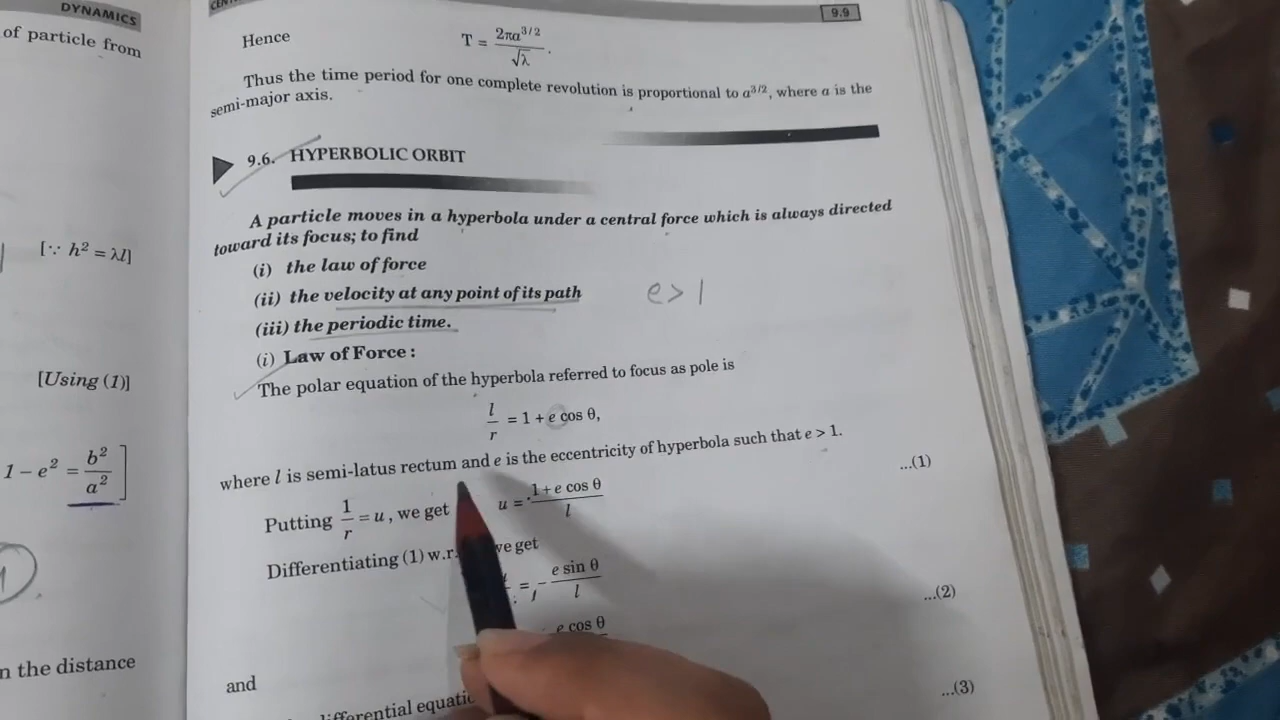 DYNAMICS
of particle from
[∵ h² = λl]
[Using (1)]
1 − e² = b²/a² ]
n the distance
9.9
Hence T = 2πa^3/2 / √λ .
Thus the time period for one complete revolution is proportional to a^3/2, where a is the
semi-major axis.
9.6. HYPERBOLIC ORBIT
A particle moves in a hyperbola under a central force which is always directed
toward its focus; to find
(i) the law of force
(ii) the velocity at any point of its path
e > 1
(iii) the periodic time.
(i) Law of Force :
The polar equation of the hyperbola referred to focus as pole is
l/r = 1 + e cos θ,
where l is semi-latus rectum and e is the eccentricity of hyperbola such that e > 1.
Putting 1/r = u, we get u = 1 + e cos θ / l ...(1)
Differentiating (1) w.r. we get
= − e sin θ / l ...(2)
e cos θ
and ...(3)
differential equatio